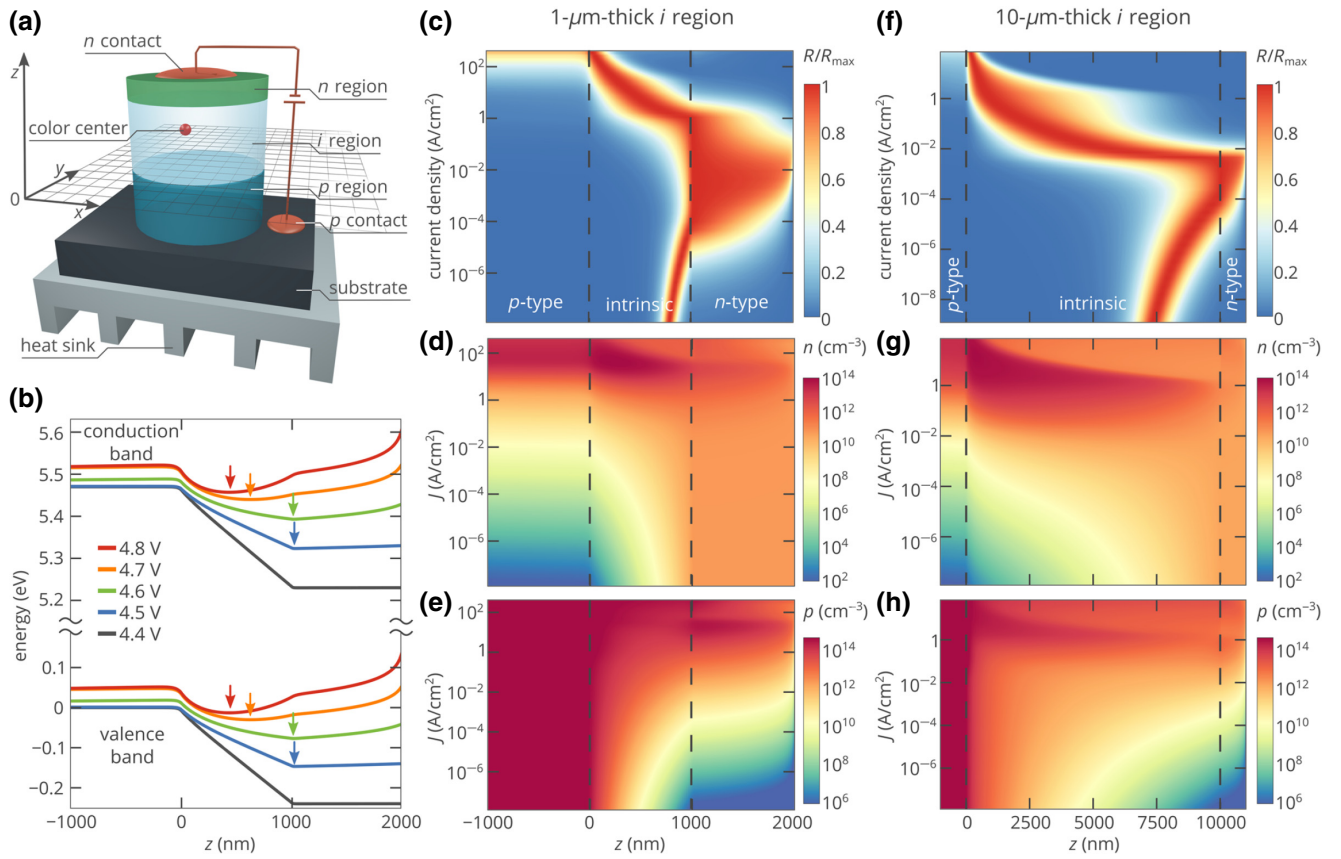 (a)
n contact
z
n region
color center
i region
y
p region
0
x
p contact
substrate
heat sink
(b)
5.6
conduction
band
5.5
5.4
5.3
5.2
4.8 V
4.7 V
4.6 V
4.5 V
4.4 V
energy (eV)
0.1
0
−0.1
−0.2
valence
band
−1000
0
1000
2000
z (nm)
1-μm-thick i region
(c)
10²
1
10⁻²
10⁻⁴
10⁻⁶
current density (A/cm²)
p-type
intrinsic
n-type
R/Rmax
1
0.8
0.6
0.4
0.2
0
(d)
10²
1
10⁻²
10⁻⁴
10⁻⁶
J (A/cm²)
n (cm⁻³)
10¹⁴
10¹²
10¹⁰
10⁸
10⁶
10⁴
10²
(e)
10²
1
10⁻²
10⁻⁴
10⁻⁶
J (A/cm²)
p (cm⁻³)
10¹⁴
10¹²
10¹⁰
10⁸
10⁶
−1000
0
1000
2000
z (nm)
10-μm-thick i region
(f)
1
10⁻²
10⁻⁴
10⁻⁶
10⁻⁸
current density (A/cm²)
p-type
intrinsic
n-type
R/Rmax
1
0.8
0.6
0.4
0.2
0
(g)
1
10⁻²
10⁻⁴
10⁻⁶
J (A/cm²)
n (cm⁻³)
10¹⁴
10¹²
10¹⁰
10⁸
10⁶
10⁴
10²
(h)
1
10⁻²
10⁻⁴
10⁻⁶
J (A/cm²)
p (cm⁻³)
10¹⁴
10¹²
10¹⁰
10⁸
10⁶
0
2500
5000
7500
10000
z (nm)